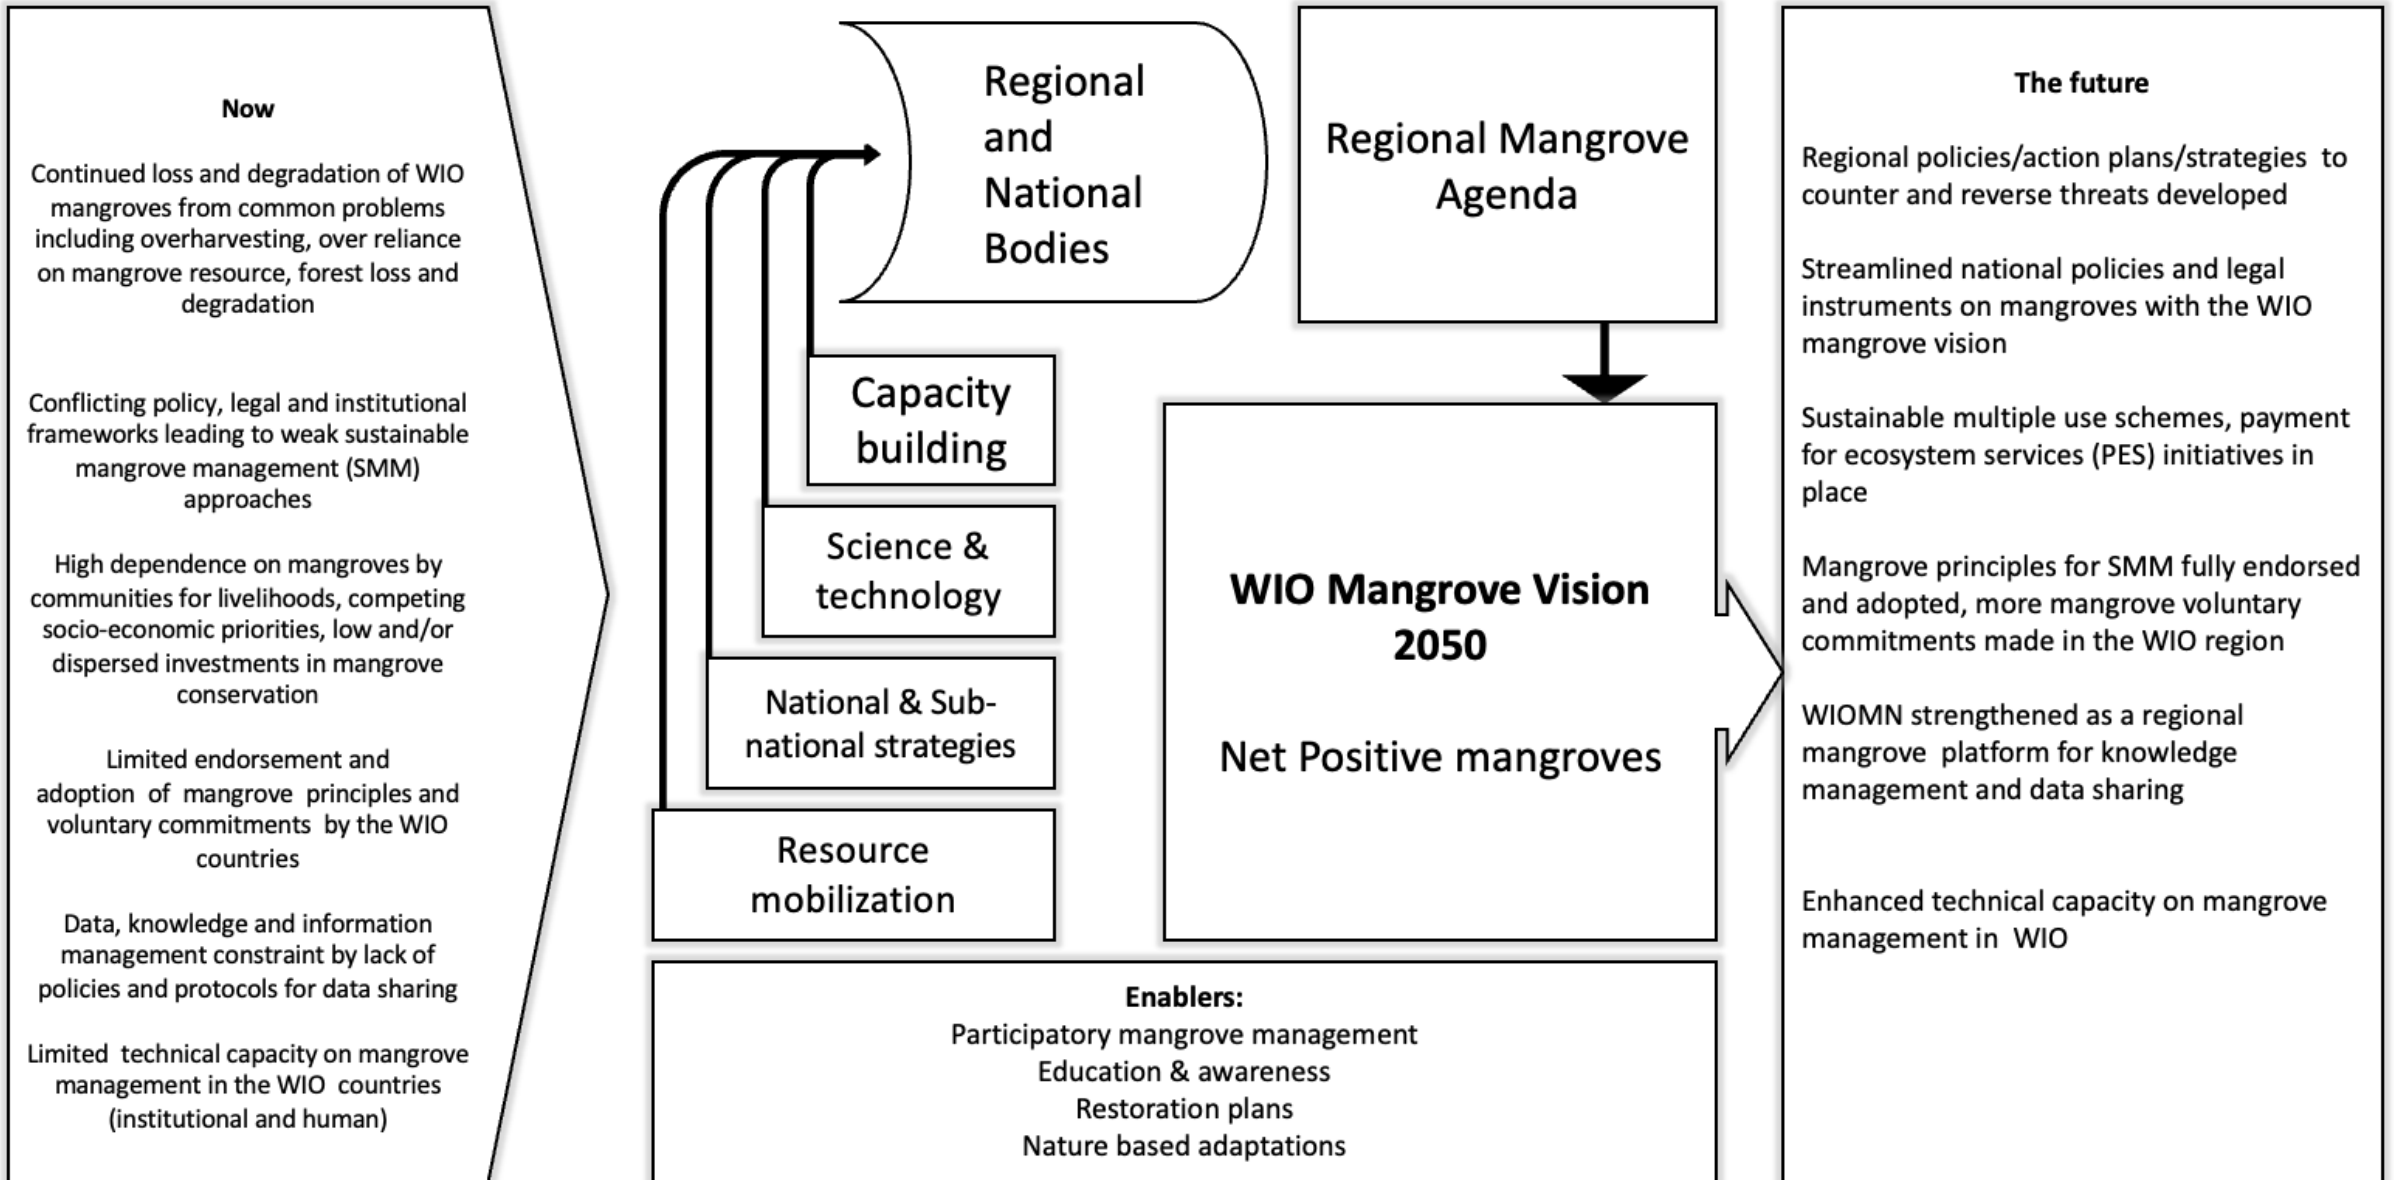 Now
Continued loss and degradation of WIO
mangroves from common problems
including overharvesting, over reliance
on mangrove resource, forest loss and
degradation
Conflicting policy, legal and institutional
frameworks leading to weak sustainable
mangrove management (SMM)
approaches
High dependence on mangroves by
communities for livelihoods, competing
socio-economic priorities, low and/or
dispersed investments in mangrove
conservation
Limited endorsement and
adoption of mangrove principles and
voluntary commitments by the WIO
countries
Data, knowledge and information
management constraint by lack of
policies and protocols for data sharing
Limited technical capacity on mangrove
management in the WIO countries
(institutional and human)
Regional
and
National
Bodies
Capacity
building
Science &
technology
National & Sub-
national strategies
Resource
mobilization
Regional Mangrove
Agenda
WIO Mangrove Vision
2050
Net Positive mangroves
Enablers:
Participatory mangrove management
Education & awareness
Restoration plans
Nature based adaptations
The future
Regional policies/action plans/strategies to
counter and reverse threats developed
Streamlined national policies and legal
instruments on mangroves with the WIO
mangrove vision
Sustainable multiple use schemes, payment
for ecosystem services (PES) initiatives in
place
Mangrove principles for SMM fully endorsed
and adopted, more mangrove voluntary
commitments made in the WIO region
WIOMN strengthened as a regional
mangrove platform for knowledge
management and data sharing
Enhanced technical capacity on mangrove
management in WIO